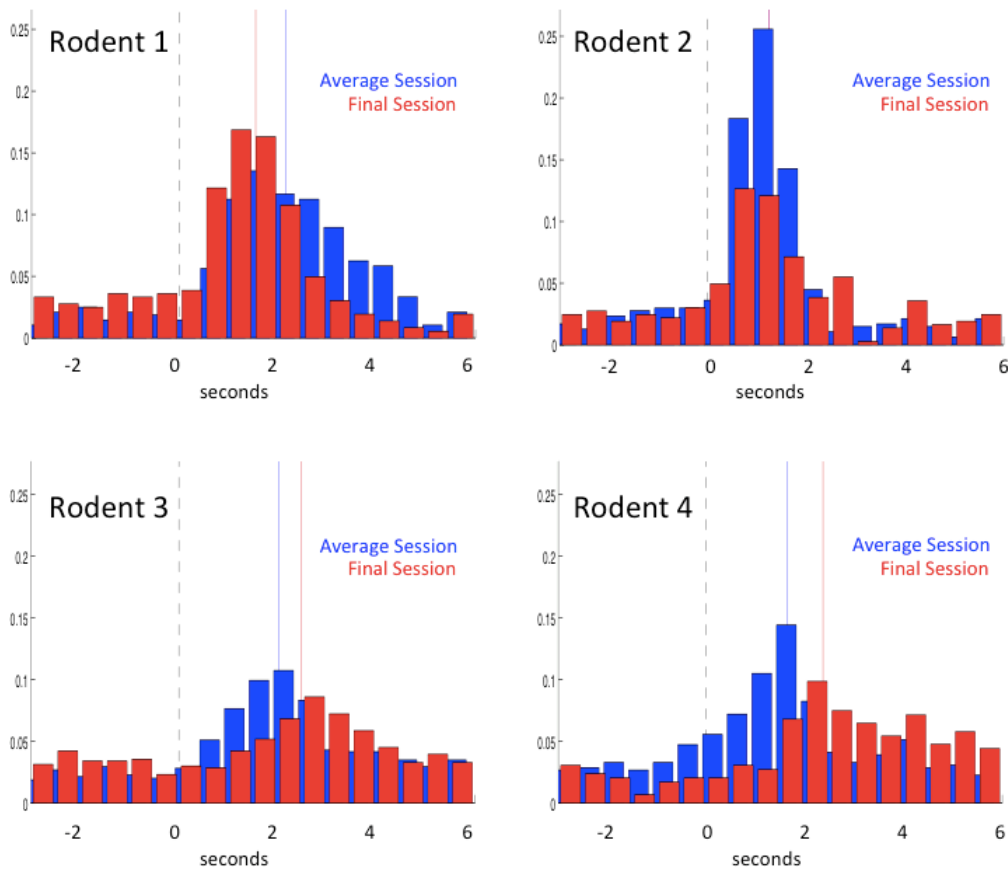 Rodent 1
Average Session
Final Session
0.25
0.2
0.15
0.1
0.05
0
-2
0
2
4
6
seconds
Rodent 2
Average Session
Final Session
0.25
0.2
0.15
0.1
0.05
0
-2
0
2
4
6
seconds
Rodent 3
Average Session
Final Session
0.25
0.2
0.15
0.1
0.05
0
-2
0
2
4
6
seconds
Rodent 4
Average Session
Final Session
0.25
0.2
0.15
0.1
0.05
0
-2
0
2
4
6
seconds